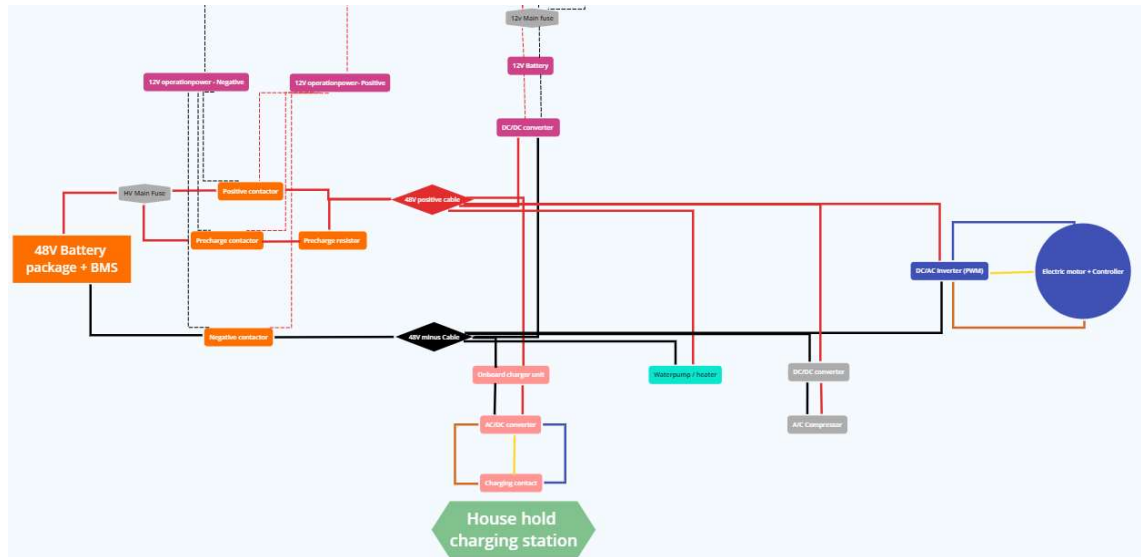 12v Main fuse
12V Battery
12V operationpower - Negative
12V operationpower- Positive
DC/DC converter
HV Main Fuse
Positive contactor
48V positive cable
Precharge contactor
Precharge resistor
48V Battery
package + BMS
DC/AC Inverter (PWM)
Electric motor + Controller
Negative contactor
48V minus Cable
Onboard charger unit
Waterpump / heater
DC/DC converter
AC/DC convertor
A/C Compressor
Charging contact
House hold
charging station